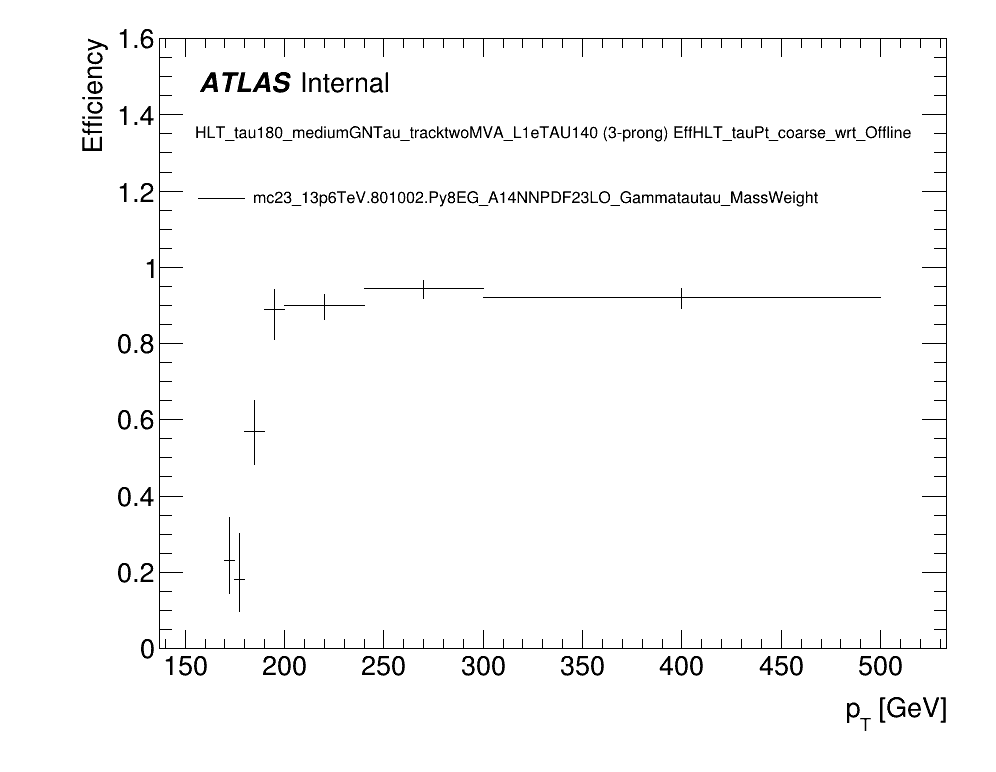 1.6
Efficiency
ATLAS Internal
1.4
HLT_tau180_mediumGNTau_tracktwoMVA_L1eTAU140 (3-prong) EffHLT_tauPt_coarse_wrt_Offline
1.2
mc23_13p6TeV.801002.Py8EG_A14NNPDF23LO_Gammatautau_MassWeight
1
0.8
0.6
0.4
0.2
0
150 200 250 300 350 400 450 500
p_T [GeV]